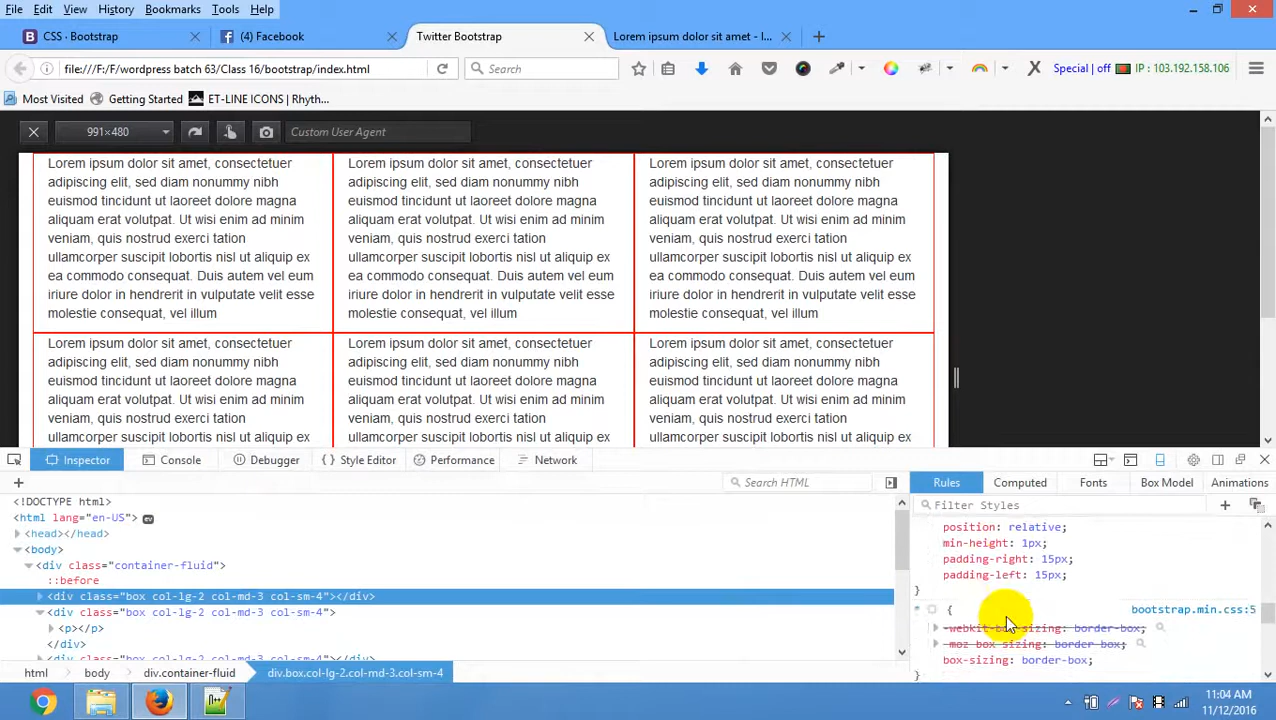 File Edit View History Bookmarks Tools Help
CSS · Bootstrap
(4) Facebook
Twitter Bootstrap
Lorem ipsum dolor sit amet - l...
file:///F:/F/wordpress batch 63/Class 16/bootstrap/index.html
Search
Special | off
IP : 103.192.158.106
Most Visited
Getting Started
ET-LINE ICONS | Rhyth...
991×480
Custom User Agent
Lorem ipsum dolor sit amet, consectetuer
adipiscing elit, sed diam nonummy nibh
euismod tincidunt ut laoreet dolore magna
aliquam erat volutpat. Ut wisi enim ad minim
veniam, quis nostrud exerci tation
ullamcorper suscipit lobortis nisl ut aliquip ex
ea commodo consequat. Duis autem vel eum
iriure dolor in hendrerit in vulputate velit esse
molestie consequat, vel illum
Lorem ipsum dolor sit amet, consectetuer
adipiscing elit, sed diam nonummy nibh
euismod tincidunt ut laoreet dolore magna
aliquam erat volutpat. Ut wisi enim ad minim
veniam, quis nostrud exerci tation
ullamcorper suscipit lobortis nisl ut aliquip ex
ea commodo consequat. Duis autem vel eum
iriure dolor in hendrerit in vulputate velit esse
molestie consequat, vel illum
Lorem ipsum dolor sit amet, consectetuer
adipiscing elit, sed diam nonummy nibh
euismod tincidunt ut laoreet dolore magna
aliquam erat volutpat. Ut wisi enim ad minim
veniam, quis nostrud exerci tation
ullamcorper suscipit lobortis nisl ut aliquip ex
ea commodo consequat. Duis autem vel eum
iriure dolor in hendrerit in vulputate velit esse
molestie consequat, vel illum
Lorem ipsum dolor sit amet, consectetuer
adipiscing elit, sed diam nonummy nibh
euismod tincidunt ut laoreet dolore magna
aliquam erat volutpat. Ut wisi enim ad minim
veniam, quis nostrud exerci tation
ullamcorper suscipit lobortis nisl ut aliquip ex
Lorem ipsum dolor sit amet, consectetuer
adipiscing elit, sed diam nonummy nibh
euismod tincidunt ut laoreet dolore magna
aliquam erat volutpat. Ut wisi enim ad minim
veniam, quis nostrud exerci tation
ullamcorper suscipit lobortis nisl ut aliquip ex
Lorem ipsum dolor sit amet, consectetuer
adipiscing elit, sed diam nonummy nibh
euismod tincidunt ut laoreet dolore magna
aliquam erat volutpat. Ut wisi enim ad minim
veniam, quis nostrud exerci tation
ullamcorper suscipit lobortis nisl ut aliquip ex
Inspector Console Debugger Style Editor Performance Network
Search HTML
<!DOCTYPE html>
<html lang="en-US"> ev
<head></head>
<body>
<div class="container-fluid">
::before
<div class="box col-lg-2 col-md-3 col-sm-4"></div>
<div class="box col-lg-2 col-md-3 col-sm-4">
<p></p>
</div>
<div class="box col-lg-2 col-md-3 col-sm-4"></div>
html body div.container-fluid div.box.col-lg-2.col-md-3.col-sm-4
Rules Computed Fonts Box Model Animations
Filter Styles
position: relative;
min-height: 1px;
padding-right: 15px;
padding-left: 15px;
}
{ bootstrap.min.css:5
-webkit-box-sizing: border-box;
-moz-box-sizing: border-box;
box-sizing: border-box;
}
11:04 AM
11/12/2016